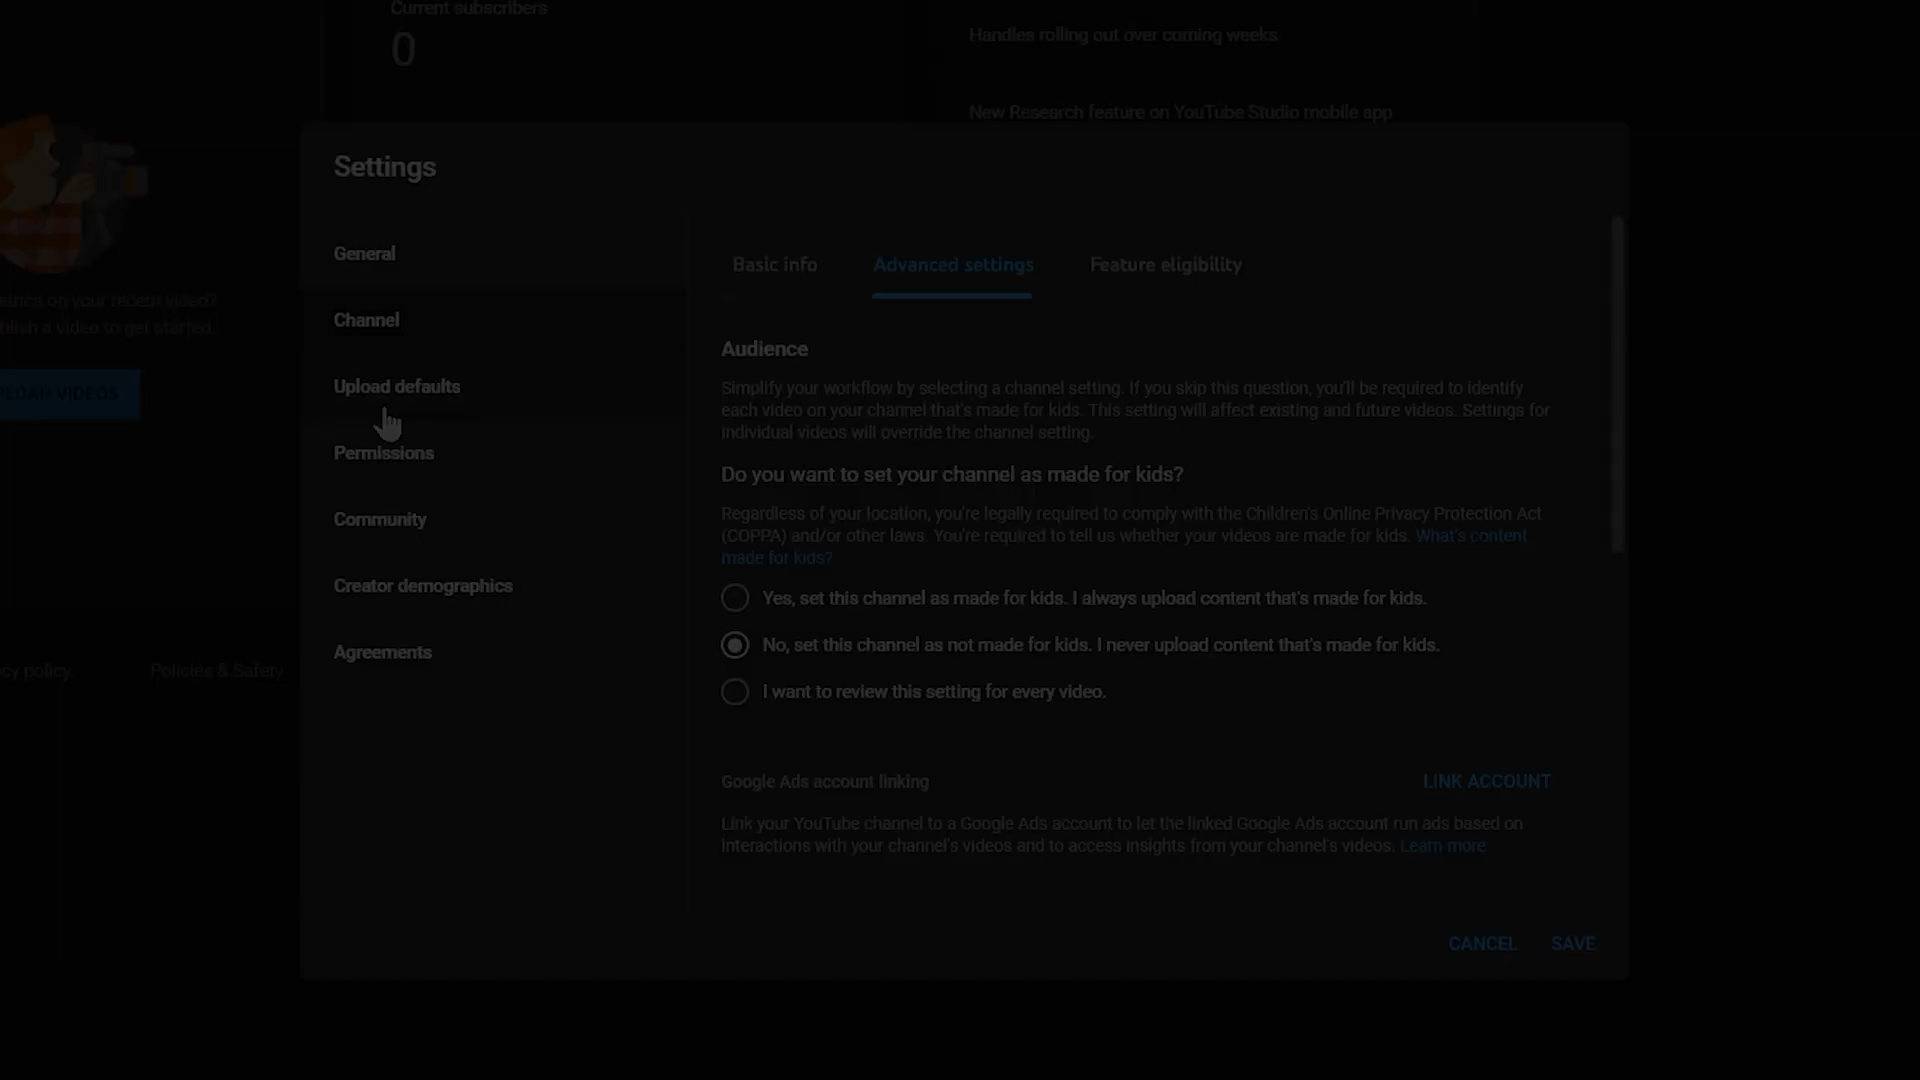 Current subscribers
0
Handles rolling out over coming weeks
New Research feature on YouTube Studio mobile app
on your recent video?
a video to get started.
VIDEOS
policy
Policies & Safety
Settings
General
Channel
Upload defaults
Permissions
Community
Creator demographics
Agreements
Basic info
Advanced settings
Feature eligibility
Audience
Simplify your workflow by selecting a channel setting. If you skip this question, you'll be required to identify
each video on your channel that's made for kids. This setting will affect existing and future videos. Settings for
individual videos will override the channel setting.
Do you want to set your channel as made for kids?
Regardless of your location, you're legally required to comply with the Children's Online Privacy Protection Act
(COPPA) and/or other laws. You're required to tell us whether your videos are made for kids. What's content
made for kids?
Yes, set this channel as made for kids. I always upload content that's made for kids.
No, set this channel as not made for kids. I never upload content that's made for kids.
I want to review this setting for every video.
Google Ads account linking
LINK ACCOUNT
Link your YouTube channel to a Google Ads account to let the linked Google Ads account run ads based on
interactions with your channel's videos and to access insights from your channel's videos. Learn more
CANCEL
SAVE